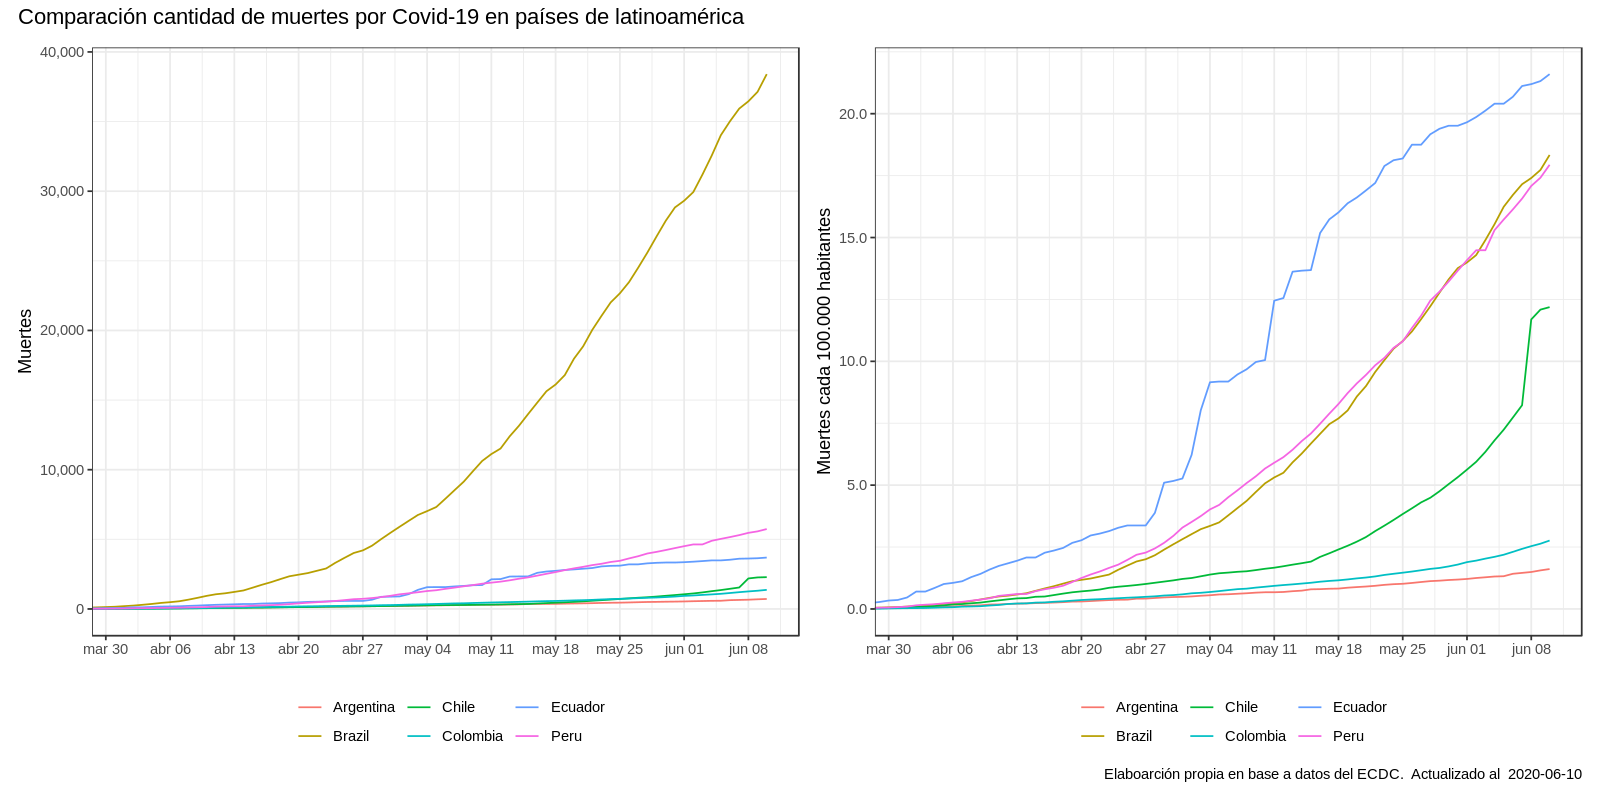 Comparación cantidad de muertes por Covid-19 en países de latinoamérica
Muertes
40,000
30,000
20,000
10,000
0
mar 30 abr 06 abr 13 abr 20 abr 27 may 04 may 11 may 18 may 25 jun 01 jun 08
Argentina Chile Ecuador
Brazil Colombia Peru
Muertes cada 100.000 habitantes
20.0
15.0
10.0
5.0
0.0
mar 30 abr 06 abr 13 abr 20 abr 27 may 04 may 11 may 18 may 25 jun 01 jun 08
Argentina Chile Ecuador
Brazil Colombia Peru
Elaboarción propia en base a datos del ECDC. Actualizado al 2020-06-10